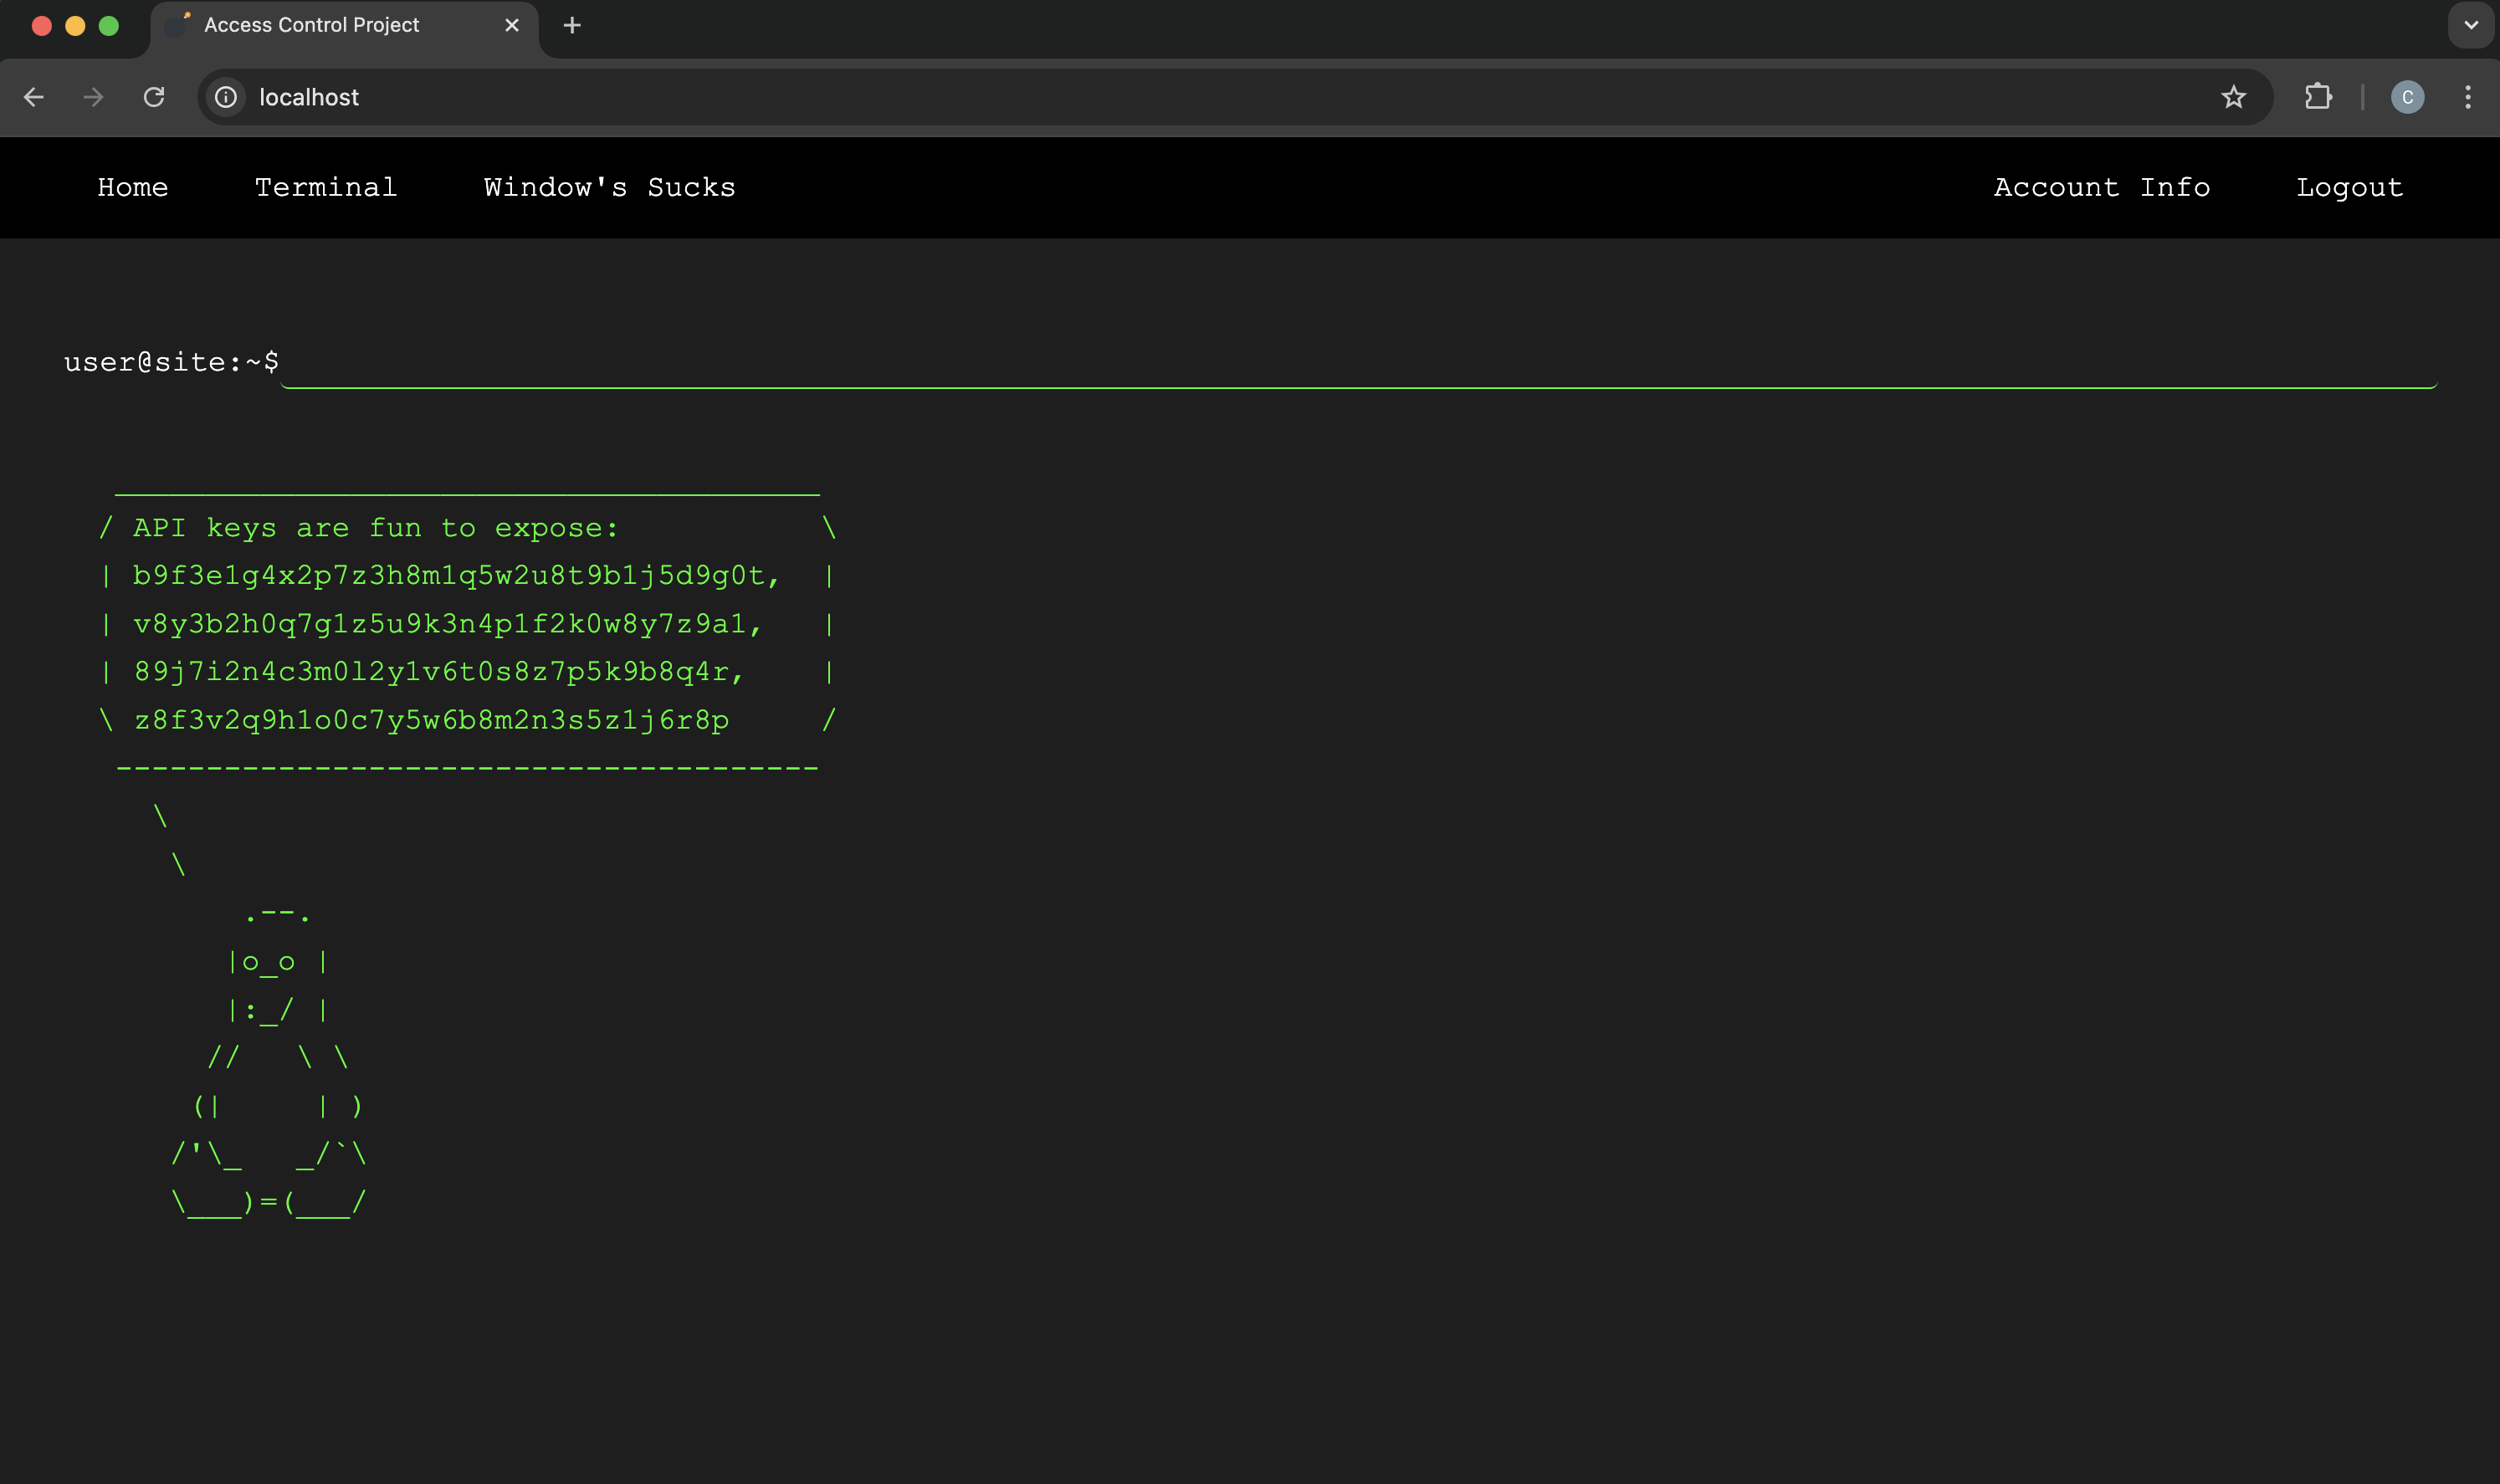 Access Control Project
localhost
C
Home Terminal Window's Sucks Account Info Logout
user@site:~$
 _______________________________________
/ API keys are fun to expose:           \
| b9f3e1g4x2p7z3h8m1q5w2u8t9b1j5d9g0t,  |
| v8y3b2h0q7g1z5u9k3n4p1f2k0w8y7z9a1,   |
| 89j7i2n4c3m0l2y1v6t0s8z7p5k9b8q4r,    |
\ z8f3v2q9h1o0c7y5w6b8m2n3s5z1j6r8p     /
 ---------------------------------------
   \
    \
        .--.
       |o_o |
       |:_/ |
      //   \ \
     (|     | )
    /'\_   _/`\
    \___)=(___/